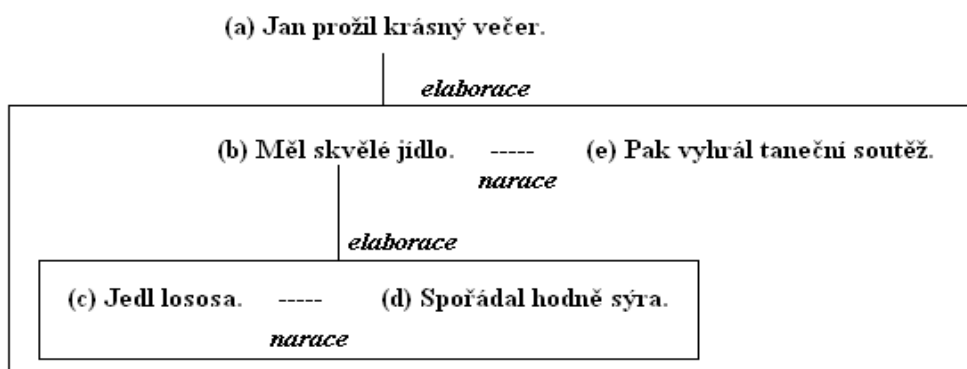 (a) Jan prožil krásný večer.
elaborace
(b) Měl skvělé jídlo. ----- (e) Pak vyhrál taneční soutěž.
narace
elaborace
(c) Jedl lososa. ----- (d) Spořádal hodně sýra.
narace